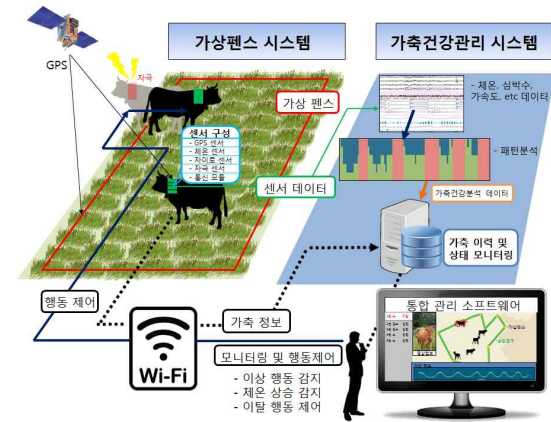 가상펜스 시스템
가축건강관리 시스템
GPS
자극
가상 펜스
센서 구성
- GPS 센서
- 체온 센서
- 자이로 센서
- 자극 센서
- 통신 모듈
센서 데이터
- 체온, 심박수,
가속도, etc 데이터
- 패턴분석
가축건강분석 데이터
가축 이력 및
상태 모니터링
행동 제어
가축 정보
Wi-Fi
모니터링 및 행동제어
- 이상 행동 감지
- 체온 상승 감지
- 이탈 행동 제어
통합 관리 소프트웨어
가상펜스